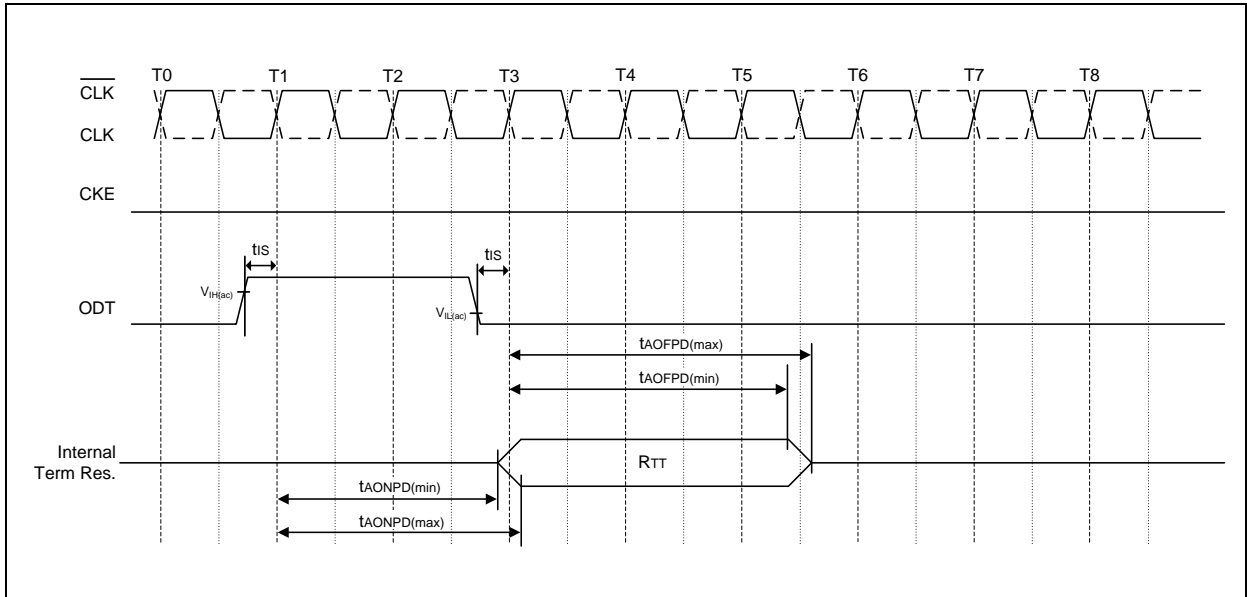 T0 T1 T2 T3 T4 T5 T6 T7 T8
CLK
CLK
CKE
tIS tIS
VIH(ac)
ODT
VIL(ac)
tAOFPD(max)
tAOFPD(min)
Internal
Term Res.
RTT
tAONPD(min)
tAONPD(max)